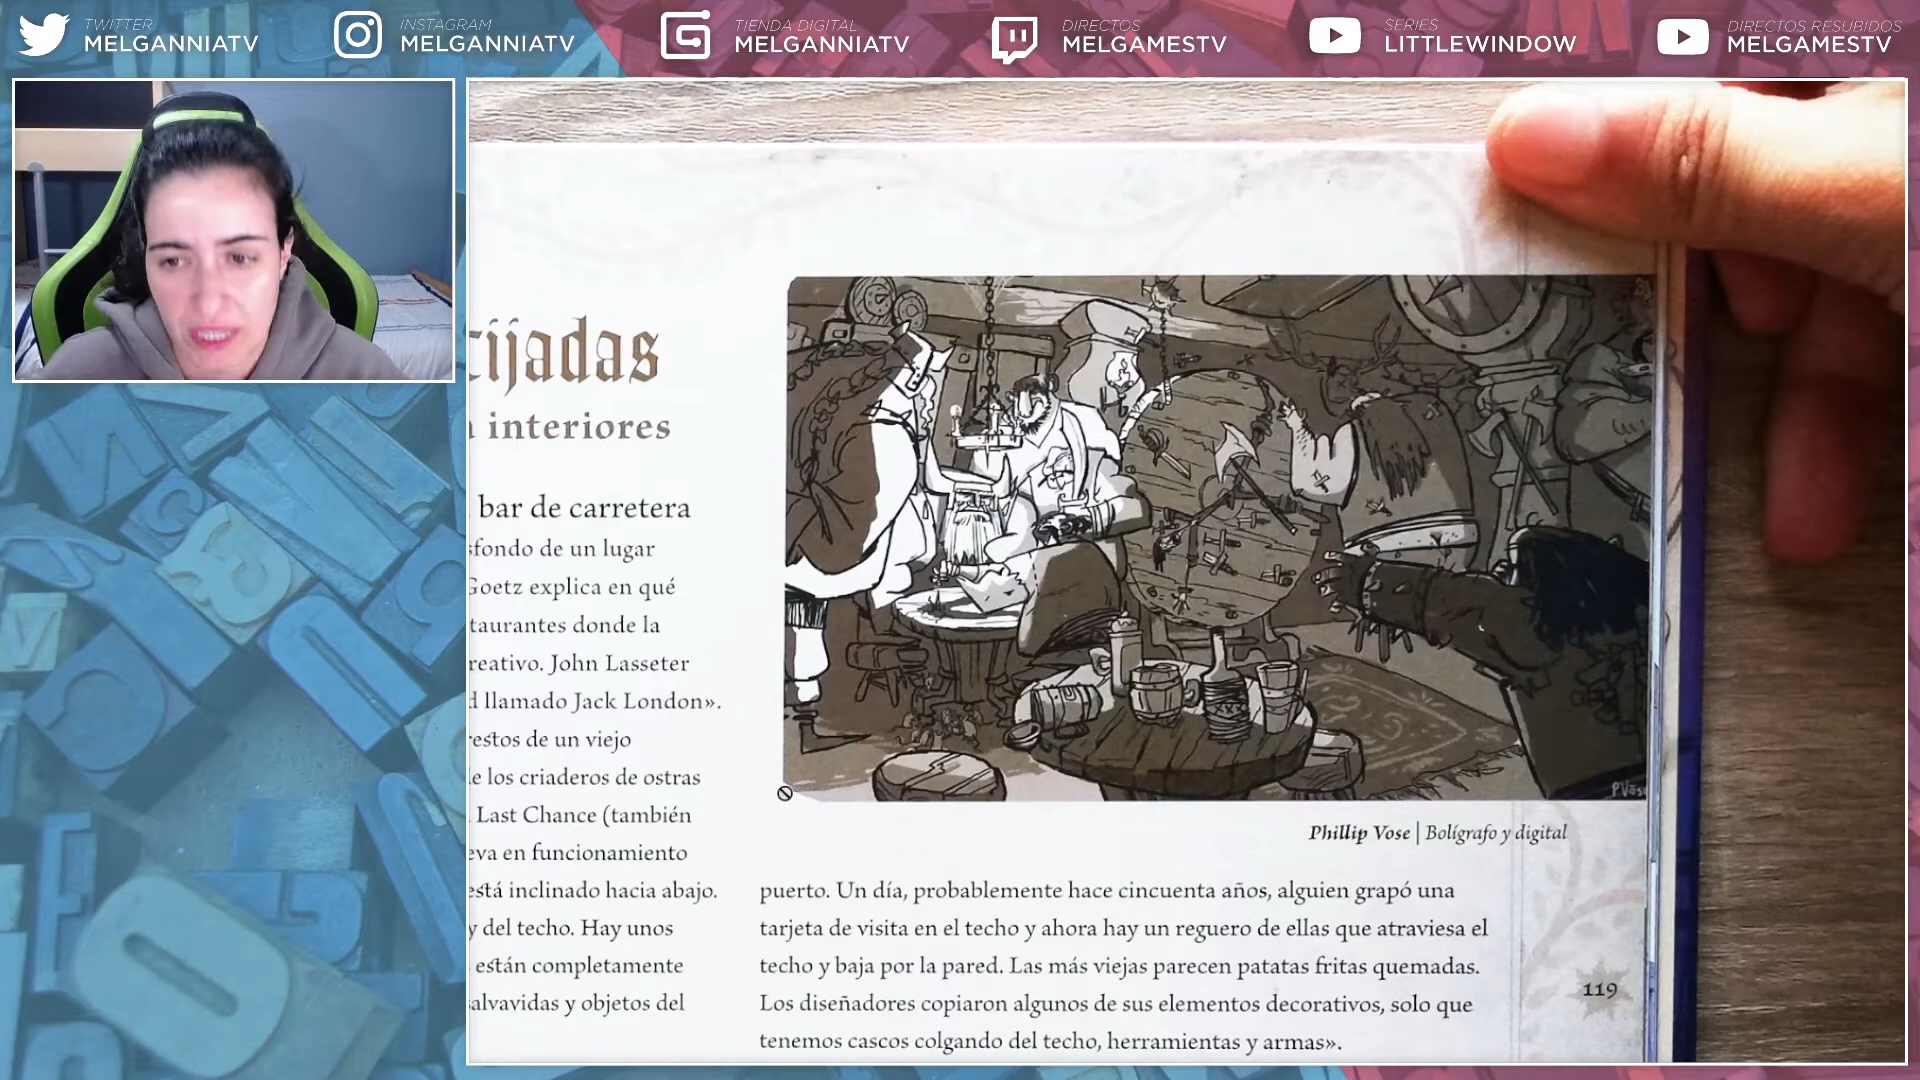 TWITTER
MELGANNIATV
INSTAGRAM
MELGANNIATV
TIENDA DIGITAL
MELGANNIATV
DIRECTOS
MELGAMESTV
SERIES
LITTLEWINDOW
DIRECTOS RESUBIDOS
MELGAMESTV
cijadas
interiores
bar de carretera
sfondo de un lugar
Goetz explica en qué
taurantes donde la
reativo. John Lasseter
d llamado Jack London».
restos de un viejo
e los criaderos de ostras
. Last Chance (también
eva en funcionamiento
está inclinado hacia abajo.
y del techo. Hay unos
están completamente
salvavidas y objetos del
Phillip Vose | Bolígrafo y digital
puerto. Un día, probablemente hace cincuenta años, alguien grapó una
tarjeta de visita en el techo y ahora hay un reguero de ellas que atraviesa el
techo y baja por la pared. Las más viejas parecen patatas fritas quemadas.
Los diseñadores copiaron algunos de sus elementos decorativos, solo que
tenemos cascos colgando del techo, herramientas y armas».
119